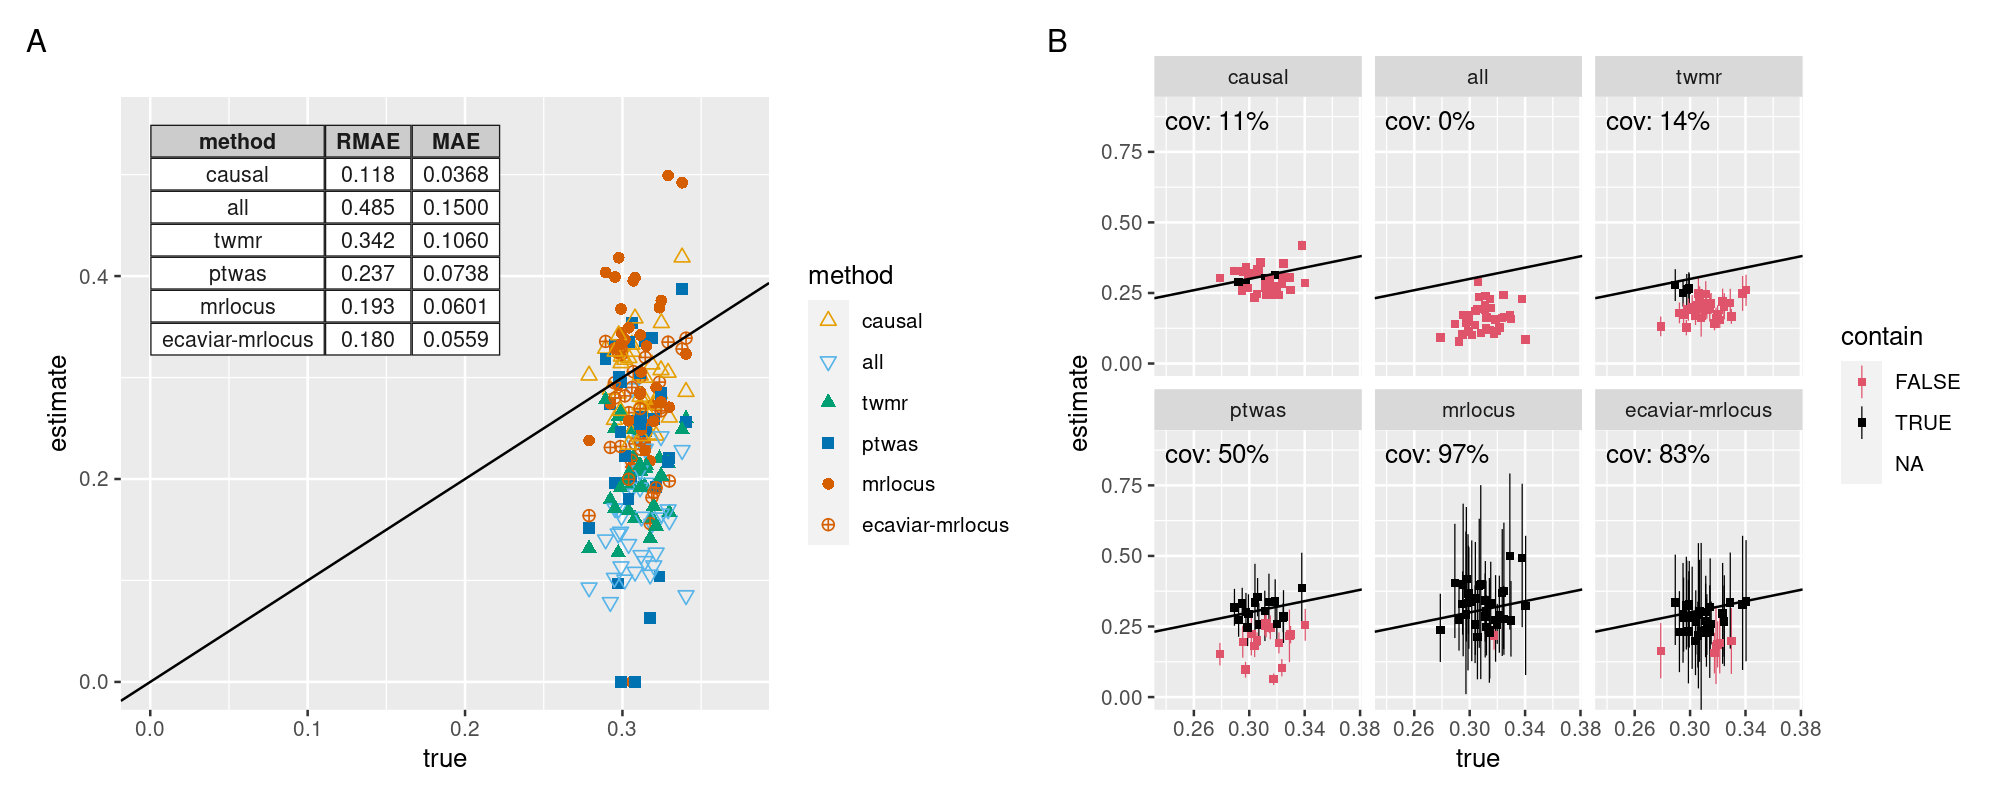 A
method RMAE MAE
causal 0.118 0.0368
all 0.485 0.1500
twmr 0.342 0.1060
ptwas 0.237 0.0738
mrlocus 0.193 0.0601
ecaviar-mrlocus 0.180 0.0559
0.4
0.2
0.0
estimate
0.0 0.1 0.2 0.3
true
method
causal
all
twmr
ptwas
mrlocus
ecaviar-mrlocus
B
causal all twmr
cov: 11% cov: 0% cov: 14%
0.75
0.50
0.25
0.00
estimate
ptwas mrlocus ecaviar-mrlocus
cov: 50% cov: 97% cov: 83%
0.75
0.50
0.25
0.00
0.26 0.30 0.34 0.38 0.26 0.30 0.34 0.38 0.26 0.30 0.34 0.38
true
contain
FALSE
TRUE
NA